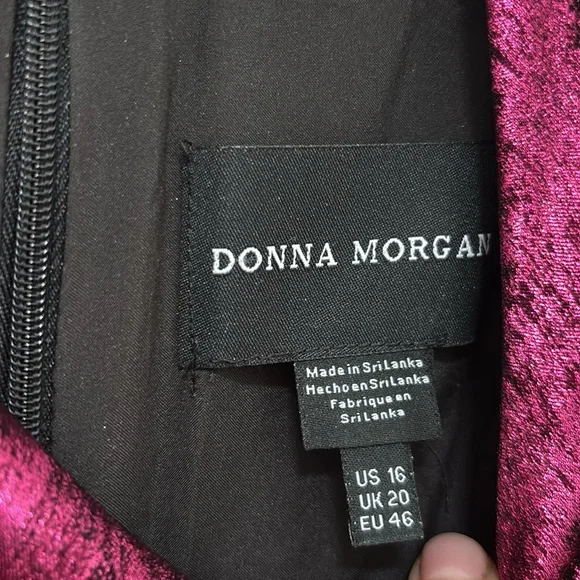 DONNA MORGAN
Made in Sri Lanka
Hecho en Sri Lanka
Fabrique en
Sri Lanka
US 16
UK 20
EU 46